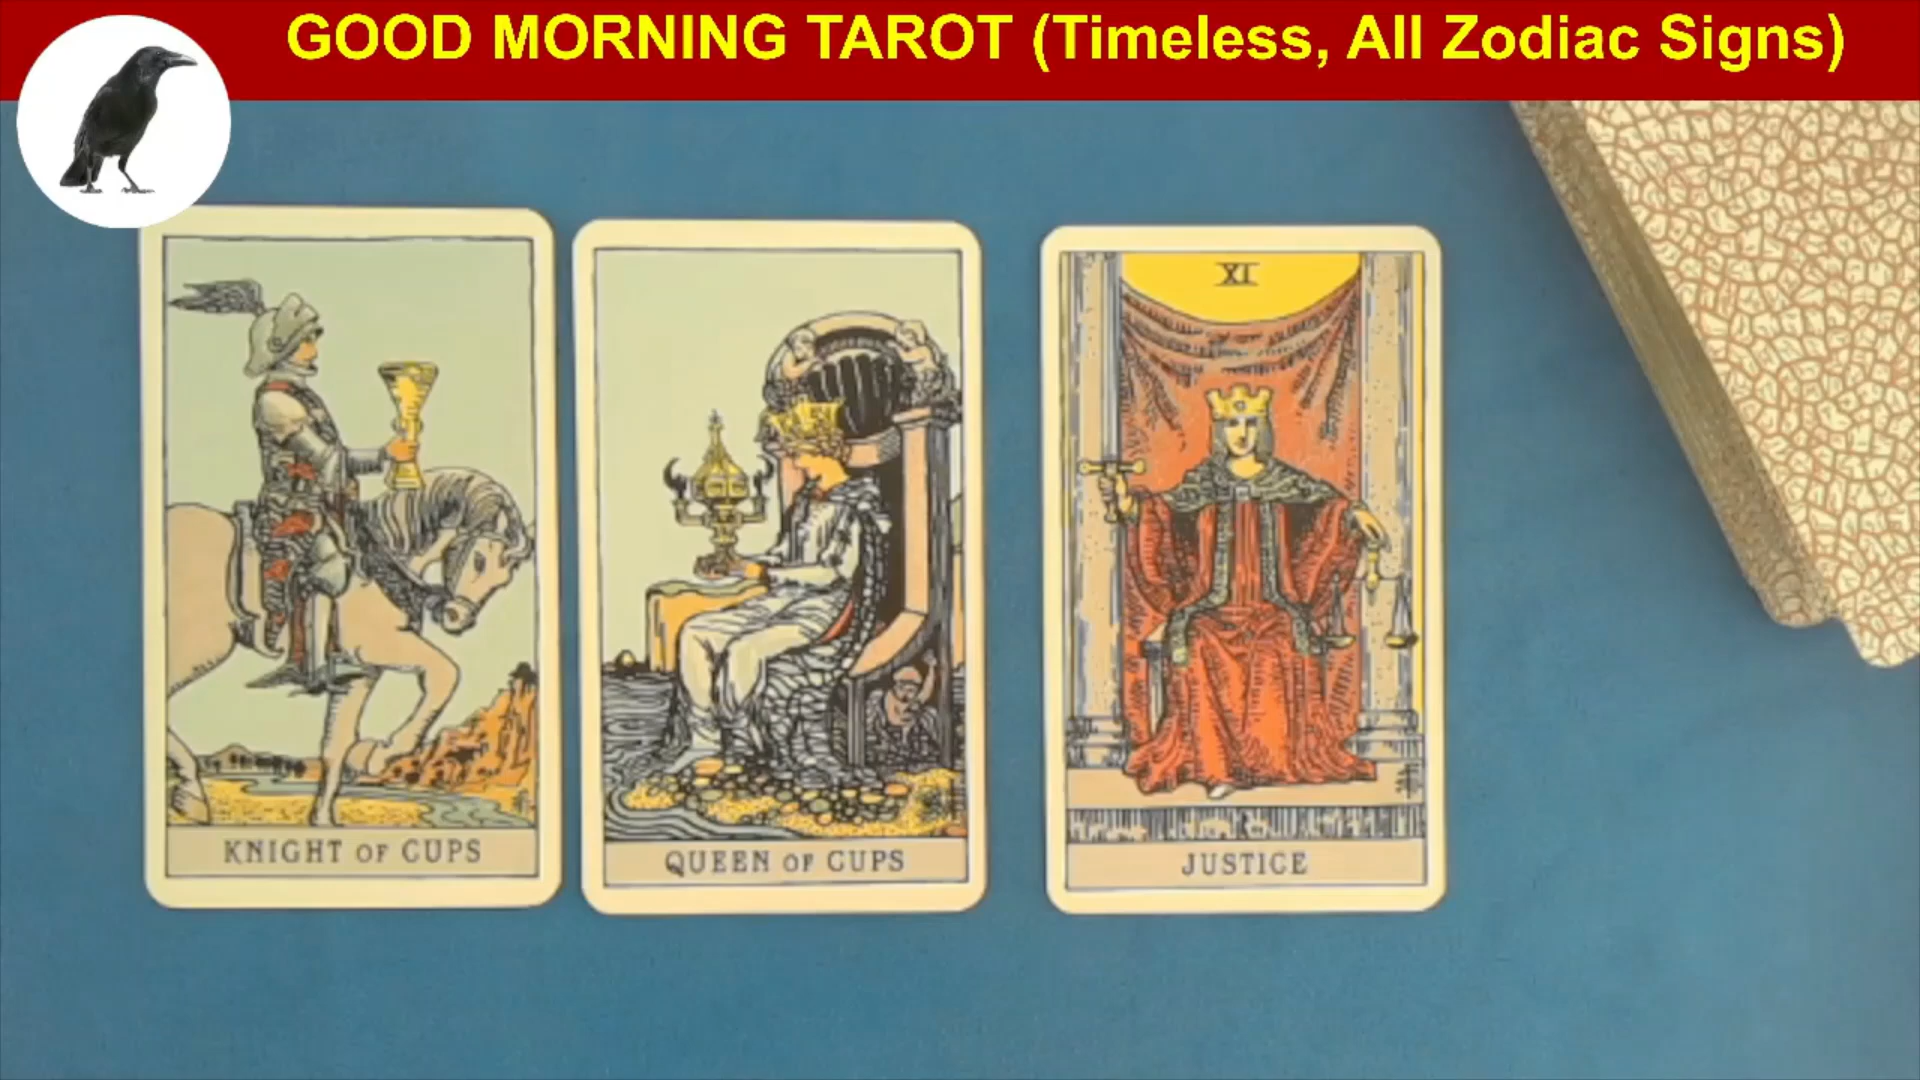 GOOD MORNING TAROT (Timeless, All Zodiac Signs)
XI
KNIGHT OF CUPS
QUEEN OF CUPS
JUSTICE